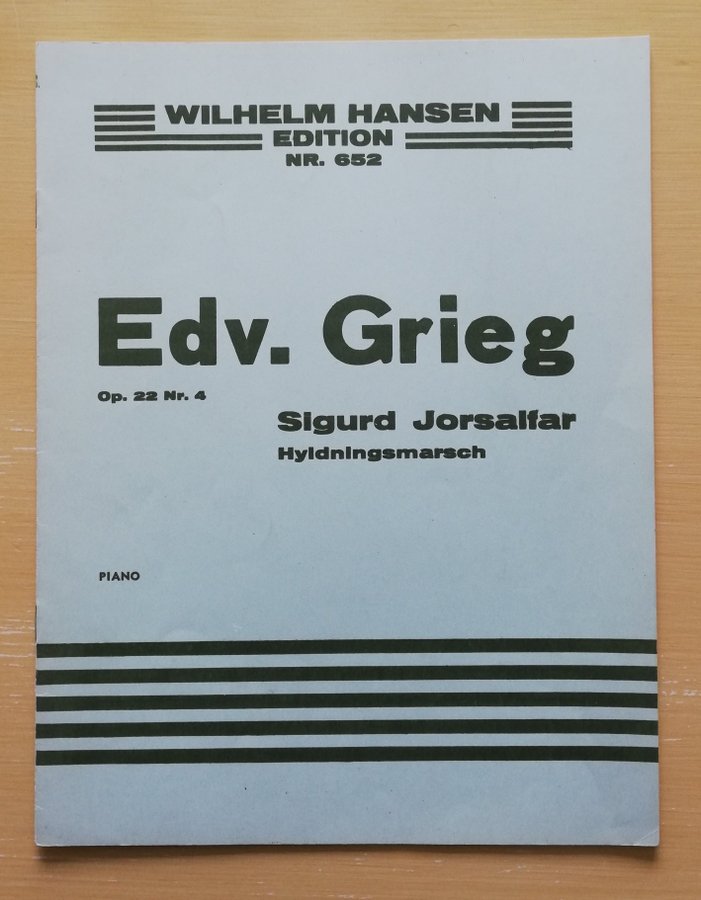 WILHELM HANSEN
EDITION
NR. 652
Edv. Grieg
Op. 22 Nr. 4
Sigurd Jorsalfar
Hyldningsmarsch
PIANO